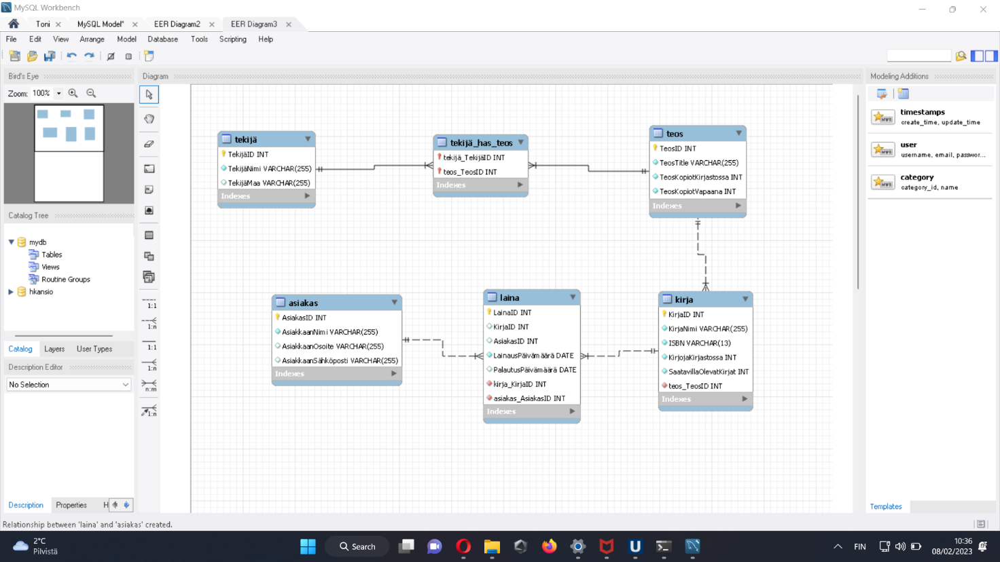 MySQL Workbench
Toni
MySQL Model*
EER Diagram2
EER Diagram3
File Edit View Arrange Model Database Tools Scripting Help
Bird's Eye
Zoom: 100%
Catalog Tree
mydb
Tables
Views
Routine Groups
hkansio
Catalog Layers User Types
Description Editor
No Selection
Description Properties H
Diagram
1:1
1:n
1:1
1:n
n:m
1:n
tekijä
TekijäID INT
TekijäNimi VARCHAR(255)
TekijäMaa VARCHAR(255)
Indexes
tekijä_has_teos
tekijä_TekijäID INT
teos_TeosID INT
Indexes
teos
TeosID INT
TeosTitle VARCHAR(255)
TeosKopiotKirjastossa INT
TeosKopiotVapaana INT
Indexes
asiakas
AsiakasID INT
AsiakkaanNimi VARCHAR(255)
AsiakkaanOsoite VARCHAR(255)
AsiakkaanSähköposti VARCHAR(255)
Indexes
laina
LainaID INT
KirjaID INT
AsiakasID INT
LainausPäivämäärä DATE
PalautusPäivämäärä DATE
kirja_KirjaID INT
asiakas_AsiakasID INT
Indexes
kirja
KirjaID INT
KirjaNimi VARCHAR(255)
ISBN VARCHAR(13)
KirjojaKirjastossa INT
SaatavillaOlevatKirjat INT
teos_TeosID INT
Indexes
Modeling Additions
timestamps
create_time, update_time
user
username, email, passwor...
category
category_id, name
Templates
Relationship between 'laina' and 'asiakas' created.
2°C
Pilvistä
Search
FIN
10:36
08/02/2023